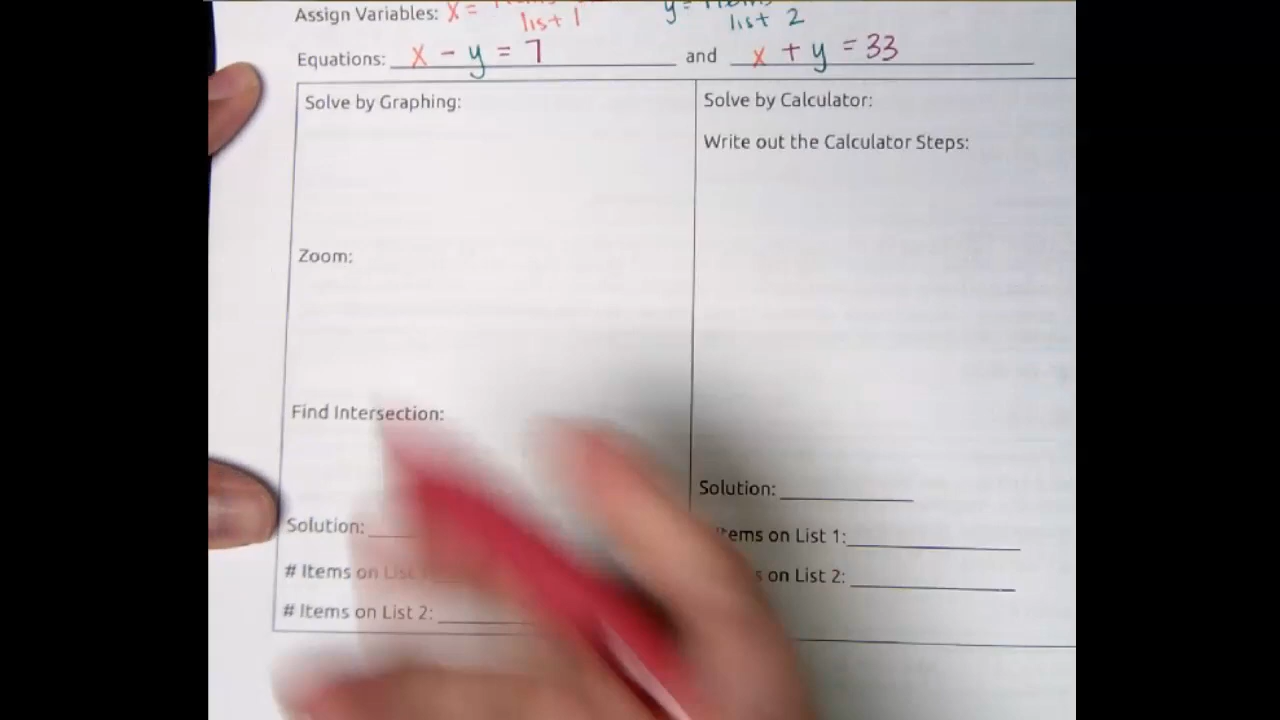 Assign Variables: x =
list 1 list 2
Equations: x - y = 7 and x + y = 33
Solve by Graphing:
Zoom:
Find Intersection:
Solution:
# Items on List
# Items on List 2:
Solve by Calculator:
Write out the Calculator Steps:
Solution:
Items on List 1:
on List 2: